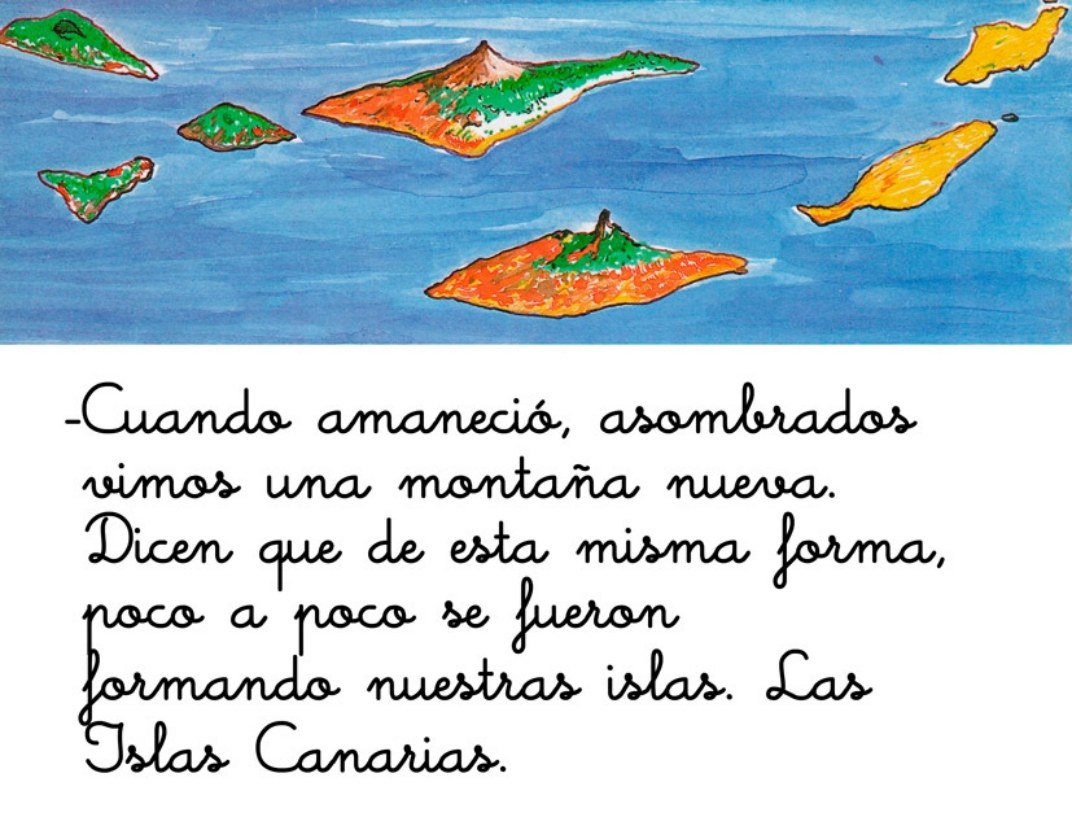 -Cuando amaneció, asombrados
vimos una montaña nueva.
Dicen que de esta misma forma,
poco a poco se fueron
formando nuestras islas. Las
Islas Canarias.